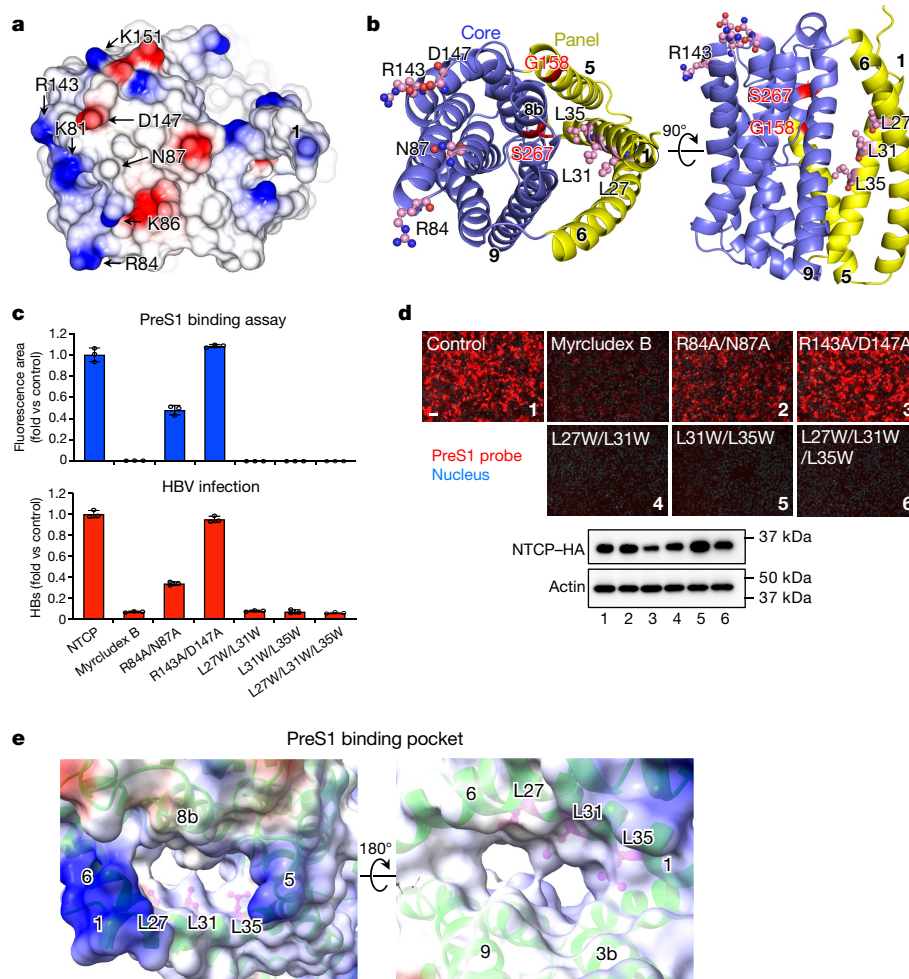 a
K151
R143
K81
D147
N87
K86
R84
1
b
Core
Panel
D147
R143
G158
5
8b
L35
N87
S267
1
L31
L27
R84
6
9
90°
R143
6
1
S267
L27
G158
L31
L35
9
5
c
PreS1 binding assay
Fluorescence area
(fold vs control)
1.2
1.0
0.8
0.6
0.4
0.2
0
HBV infection
HBs (fold vs control)
1.2
1.0
0.8
0.6
0.4
0.2
0
NTCP
Myrcludex B
R84A/N87A
R143A/D147A
L27W/L31W
L31W/L35W
L27W/L31W/L35W
d
Control
1
Myrcludex B
R84A/N87A
2
R143A/D147A
3
PreS1 probe
Nucleus
L27W/L31W
4
L31W/L35W
5
L27W/L31W
/L35W
6
NTCP–HA
37 kDa
Actin
50 kDa
37 kDa
1 2 3 4 5 6
e
PreS1 binding pocket
8b
6
5
1
L27
L31
L35
180°
6
L27
L31
L35
1
9
3b